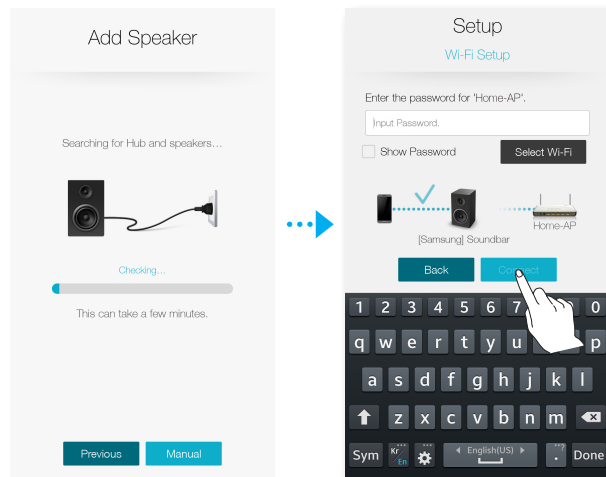 Add Speaker
Searching for Hub and speakers...
Checking...
This can take a few minutes.
Previous
Manual
Setup
Wi-Fi Setup
Enter the password for 'Home-AP'.
Input Password.
Show Password
Select Wi-Fi
Home-AP
[Samsung] Soundbar
Back
Connect
1 2 3 4 5 6 7 0
q w e r t y u p
a s d f g h j k l
z x c v b n m
Sym Kr/En English(US) . ? Done